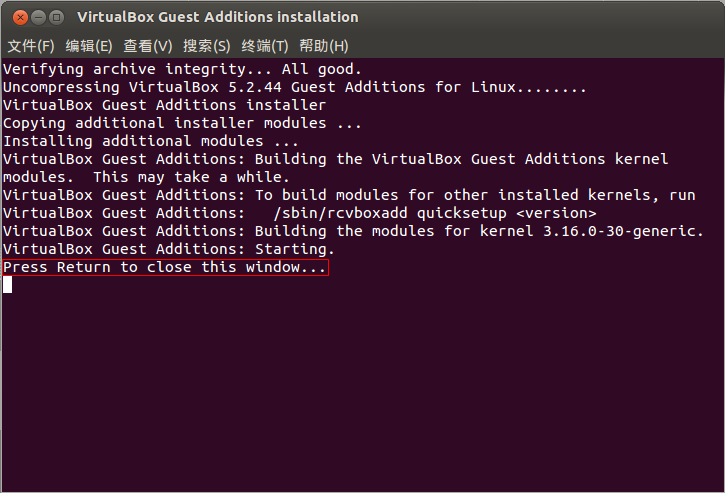 VirtualBox Guest Additions installation
文件(F) 编辑(E) 查看(V) 搜索(S) 终端(T) 帮助(H)
Verifying archive integrity... All good.
Uncompressing VirtualBox 5.2.44 Guest Additions for Linux........
VirtualBox Guest Additions installer
Copying additional installer modules ...
Installing additional modules ...
VirtualBox Guest Additions: Building the VirtualBox Guest Additions kernel
modules.  This may take a while.
VirtualBox Guest Additions: To build modules for other installed kernels, run
VirtualBox Guest Additions:   /sbin/rcvboxadd quicksetup <version>
VirtualBox Guest Additions: Building the modules for kernel 3.16.0-30-generic.
VirtualBox Guest Additions: Starting.
Press Return to close this window...